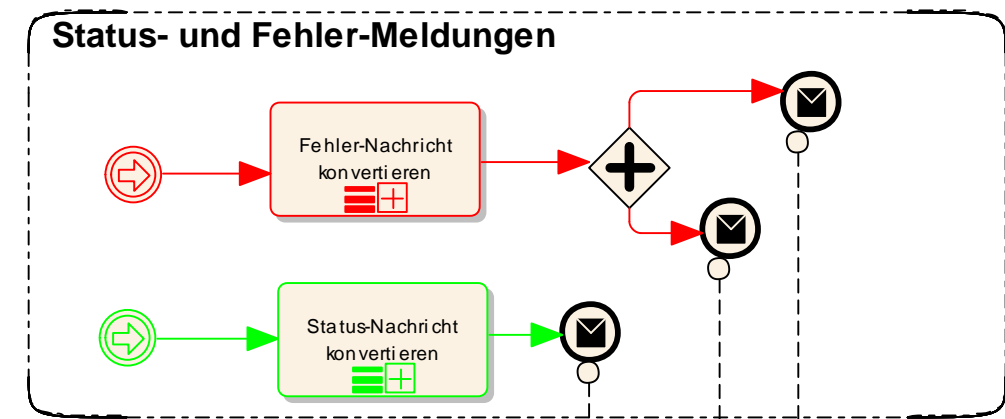 Status- und Fehler-Meldungen
Fehler-Nachricht
konvertieren
Status-Nachricht
konvertieren